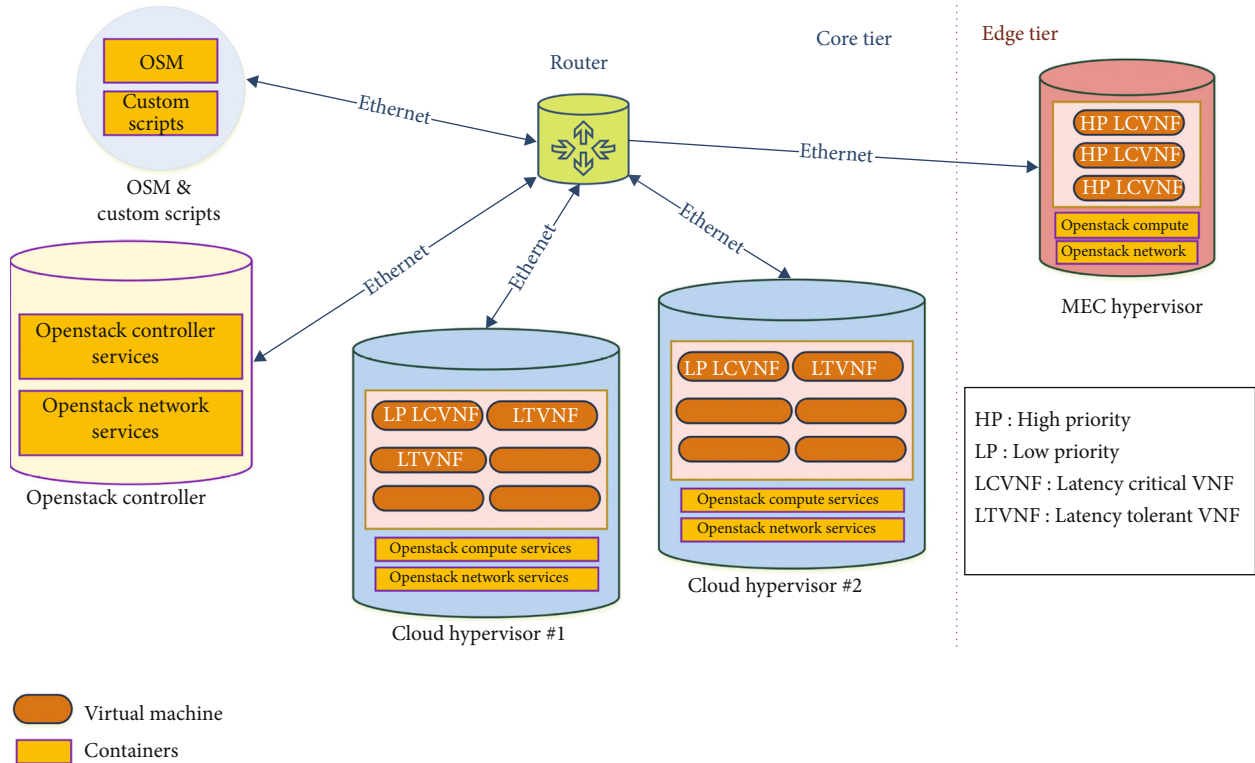 Core tier
Edge tier
OSM
Custom
scripts
OSM &
custom scripts
Router
Ethernet
Ethernet
Ethernet
Ethernet
Ethernet
HP LCVNF
HP LCVNF
HP LCVNF
Openstack compute
Openstack network
MEC hypervisor
Openstack controller
services
Openstack network
services
Openstack controller
LP LCVNF
LTVNF
LTVNF
Openstack compute services
Openstack network services
Cloud hypervisor #1
LP LCVNF
LTVNF
Openstack compute services
Openstack network services
Cloud hypervisor #2
HP : High priority
LP : Low priority
LCVNF : Latency critical VNF
LTVNF : Latency tolerant VNF
Virtual machine
Containers